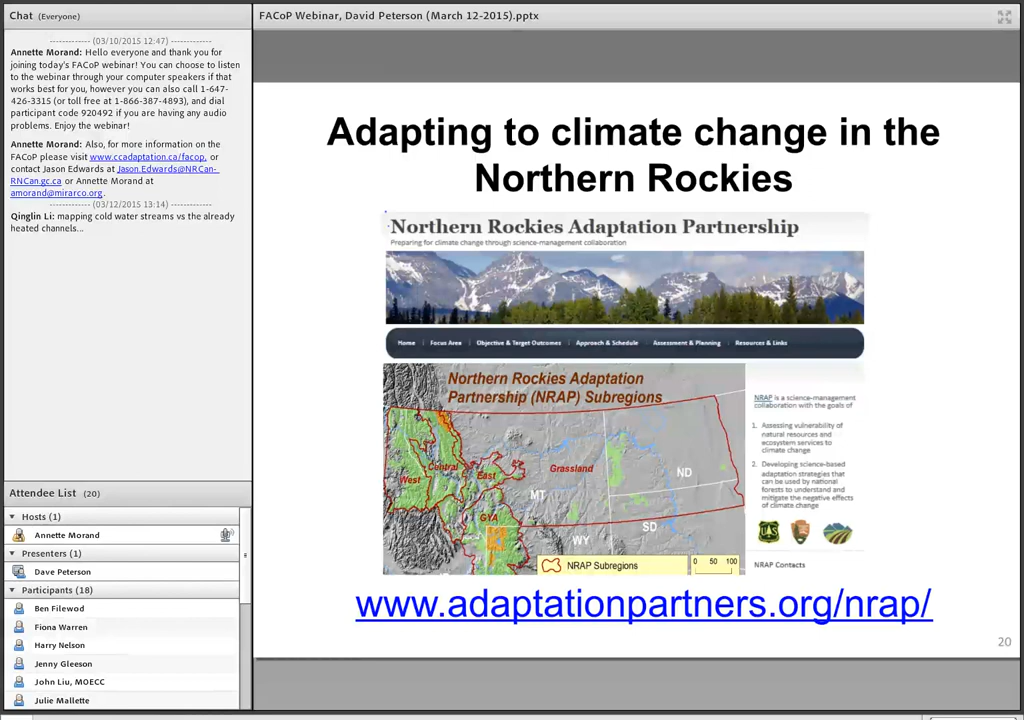 Chat (Everyone)
------------- (03/10/2015 12:47) -------------
Annette Morand: Hello everyone and thank you for
joining today's FACoP webinar! You can choose to listen
to the webinar through your computer speakers if that
works best for you, however you can also call 1-647-
426-3315 (or toll free at 1-866-387-4893), and dial
participant code 920492 if you are having any audio
problems. Enjoy the webinar!
Annette Morand: Also, for more information on the
FACoP please visit www.ccadaptation.ca/facop, or
contact Jason Edwards at Jason.Edwards@NRCan-
RNCan.gc.ca or Annette Morand at
amorand@mirarco.org.
------------- (03/12/2015 13:14) -------------
Qinglin Li: mapping cold water streams vs the already
heated channels...
Attendee List (20)
Hosts (1)
Annette Morand
Presenters (1)
Dave Peterson
Participants (18)
Ben Filewod
Fiona Warren
Harry Nelson
Jenny Gleeson
John Liu, MOECC
Julie Mallette
FACoP Webinar, David Peterson (March 12-2015).pptx
Adapting to climate change in the
Northern Rockies
Northern Rockies Adaptation Partnership
Preparing for climate change through science-management collaboration
Home | Focus Area | Objective & Target Outcomes | Approach & Schedule | Assessment & Planning | Resources & Links
Northern Rockies Adaptation
Partnership (NRAP) Subregions
West
Central
East
Grassland
GYA
MT
ND
SD
WY
NRAP Subregions
0 50 100
NRAP is a science-management
collaboration with the goals of
1. Assessing vulnerability of
natural resources and
ecosystem services to
climate change
2. Developing science-based
adaptation strategies that
can be used by national
forests to understand and
mitigate the negative effects
of climate change
NRAP Contacts
www.adaptationpartners.org/nrap/
20